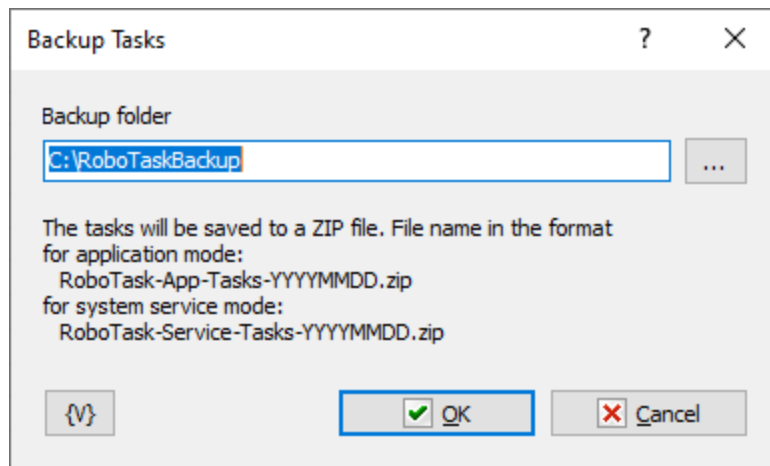 Backup Tasks
?
Backup folder
C:\RoboTaskBackup
...
The tasks will be saved to a ZIP file. File name in the format
for application mode:
RoboTask-App-Tasks-YYYYMMDD.zip
for system service mode:
RoboTask-Service-Tasks-YYYYMMDD.zip
{V}
OK
Cancel